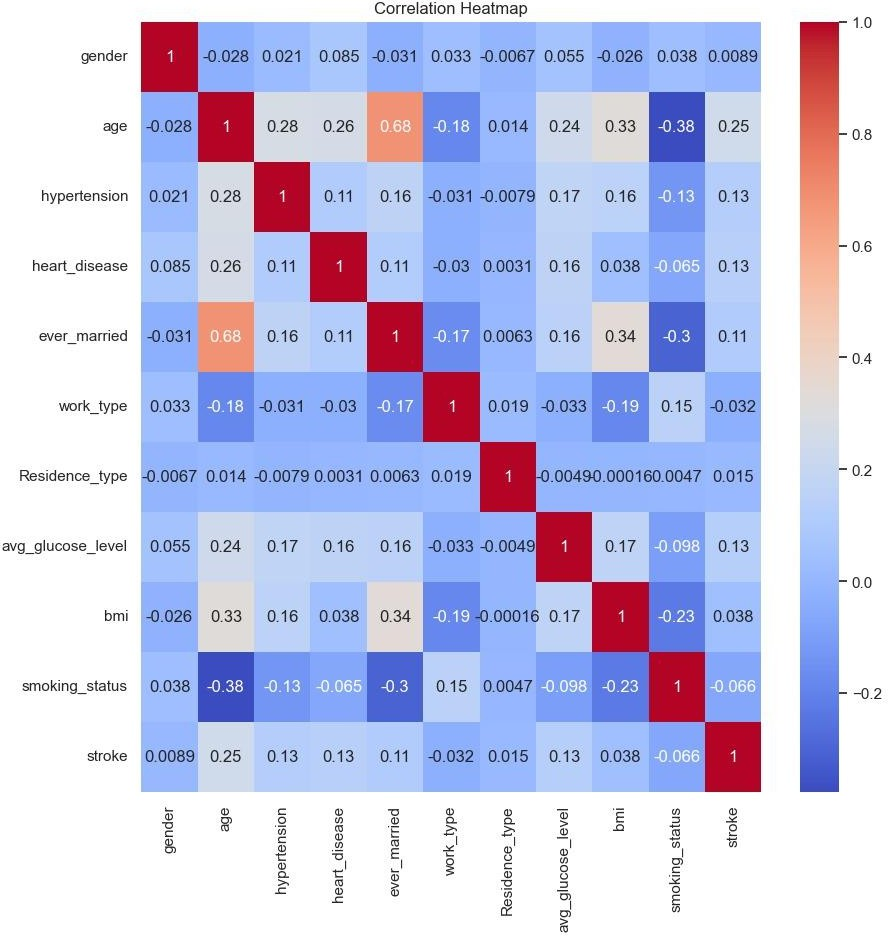 Correlation Heatmap
gender 1 -0.028 0.021 0.085 -0.031 0.033 -0.0067 0.055 -0.026 0.038 0.0089
age -0.028 1 0.28 0.26 0.68 -0.18 0.014 0.24 0.33 -0.38 0.25
hypertension 0.021 0.28 1 0.11 0.16 -0.031 -0.0079 0.17 0.16 -0.13 0.13
heart_disease 0.085 0.26 0.11 1 0.11 -0.03 0.0031 0.16 0.038 -0.065 0.13
ever_married -0.031 0.68 0.16 0.11 1 -0.17 0.0063 0.16 0.34 -0.3 0.11
work_type 0.033 -0.18 -0.031 -0.03 -0.17 1 0.019 -0.033 -0.19 0.15 -0.032
Residence_type -0.0067 0.014 -0.0079 0.0031 0.0063 0.019 1 -0.0049 -0.00016 0.0047 0.015
avg_glucose_level 0.055 0.24 0.17 0.16 0.16 -0.033 -0.0049 1 0.17 -0.098 0.13
bmi -0.026 0.33 0.16 0.038 0.34 -0.19 -0.00016 0.17 1 -0.23 0.038
smoking_status 0.038 -0.38 -0.13 -0.065 -0.3 0.15 0.0047 -0.098 -0.23 1 -0.066
stroke 0.0089 0.25 0.13 0.13 0.11 -0.032 0.015 0.13 0.038 -0.066 1
gender
age
hypertension
heart_disease
ever_married
work_type
Residence_type
avg_glucose_level
bmi
smoking_status
stroke
1.0
0.8
0.6
0.4
0.2
0.0
−0.2